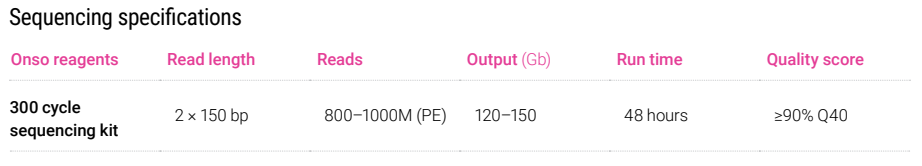 Sequencing specifications
Onso reagents Read length Reads Output (Gb) Run time Quality score
300 cycle
sequencing kit 2 × 150 bp 800–1000M (PE) 120–150 48 hours ≥90% Q40